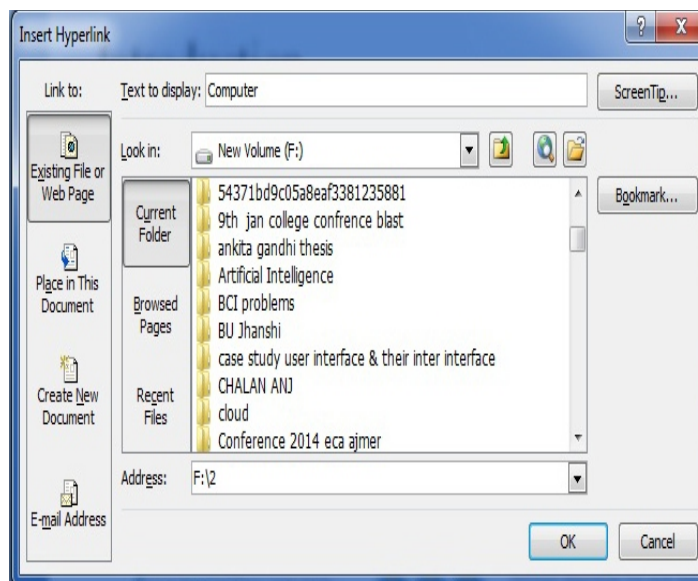 Insert Hyperlink
Link to:
Text to display: Computer
ScreenTip...
Existing File or
Web Page
Look in: New Volume (F:)
Bookmark...
Current
Folder
Browsed
Pages
Recent
Files
54371bd9c05a8eaf3381235881
9th jan college confrence blast
ankita gandhi thesis
Artificial Intelligence
BCI problems
BU Jhanshi
case study user interface & their inter interface
CHALAN ANJ
cloud
Conference 2014 eca ajmer
Place in This
Document
Create New
Document
E-mail Address
Address: F:\2
OK
Cancel